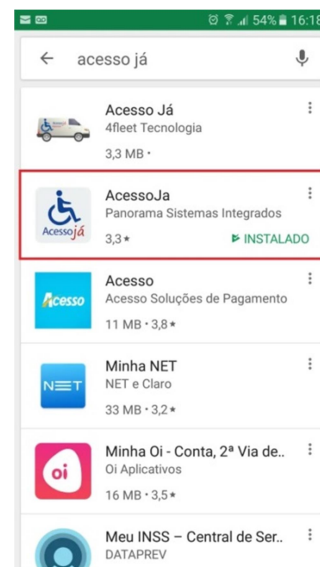 54% 16:18
acesso já
Acesso Já
4fleet Tecnologia
3,3 MB •
AcessoJa
Panorama Sistemas Integrados
Acessojá
3,3★ INSTALADO
Acesso
Acesso Soluções de Pagamento
Acesso
11 MB • 3,8★
Minha NET
NET e Claro
NET
33 MB • 3,2★
Minha Oi - Conta, 2ª Via de..
Oi Aplicativos
oi
16 MB • 3,5★
Meu INSS – Central de Ser..
DATAPREV